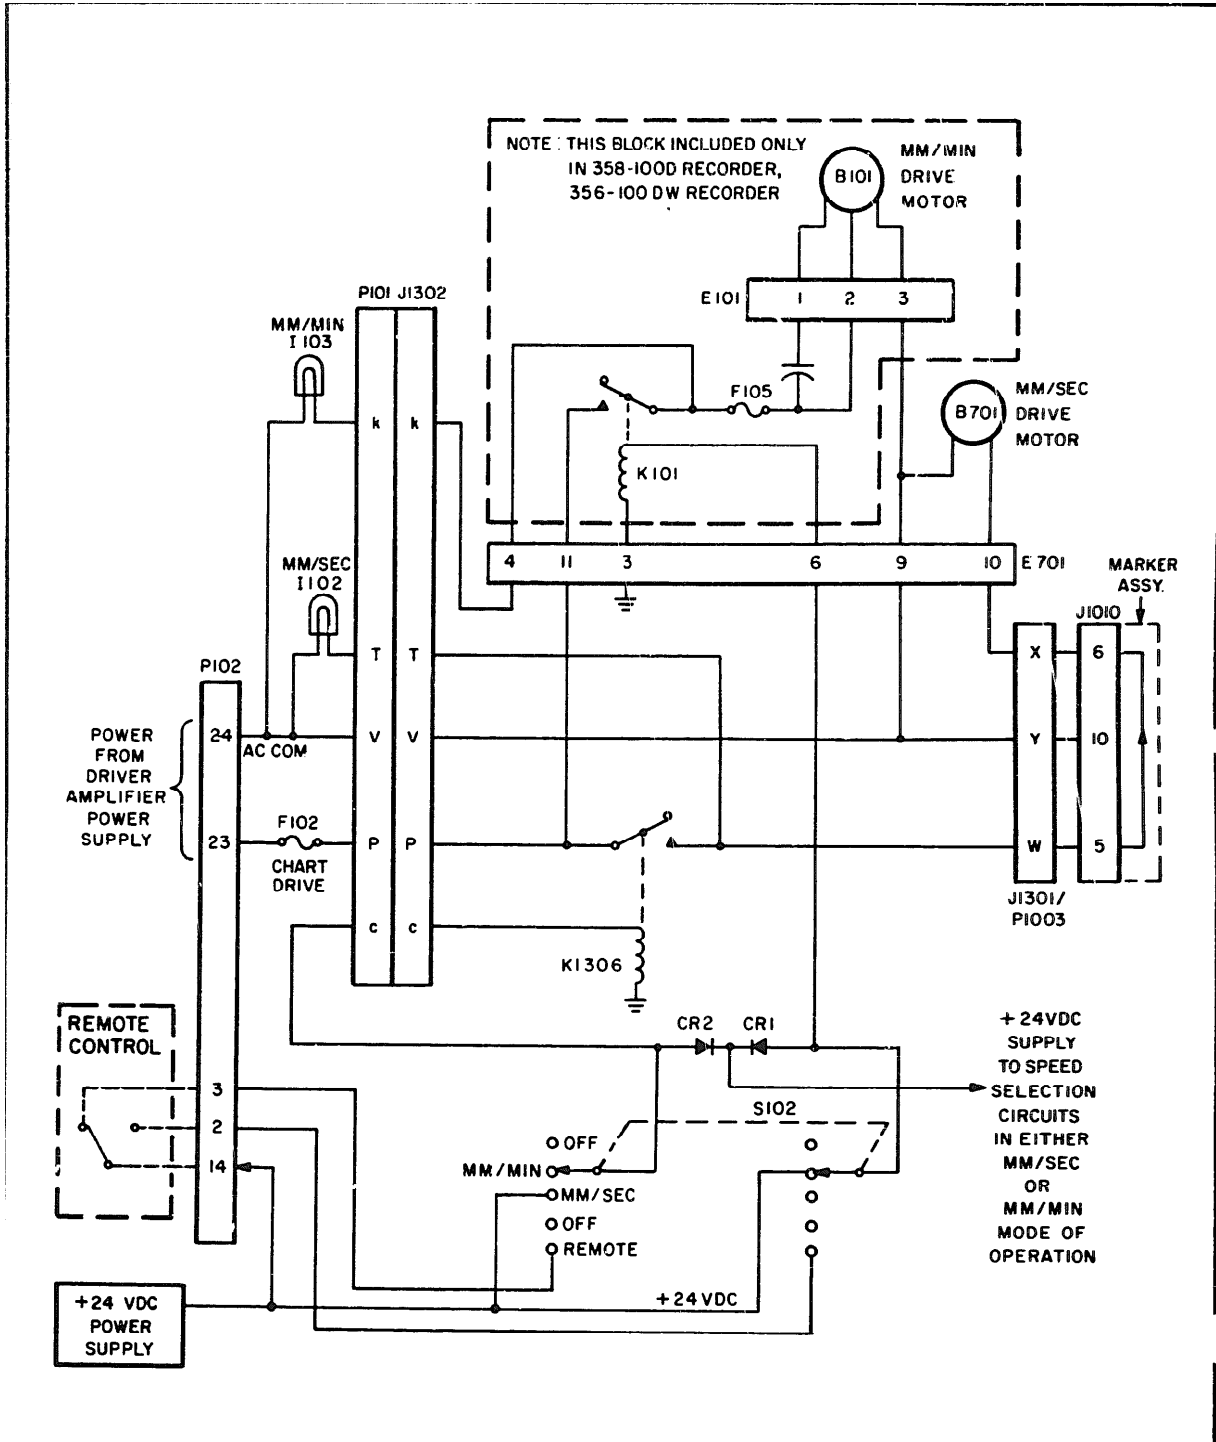 NOTE : THIS BLOCK INCLUDED ONLY
IN 358-100D RECORDER,
356-100 DW RECORDER
B101
MM/MIN
DRIVE
MOTOR
E101
1 2 3
P101 J1302
MM/MIN
I 103
F105
B701
MM/SEC
DRIVE
MOTOR
k k
K101
4 11 3 6 9 10
E 701
MM/SEC
I102
MARKER
ASSY.
J1010
P102
T T
X 6
24
AC COM
V V
Y 10
POWER
FROM
DRIVER
AMPLIFIER
POWER
SUPPLY
23
F102
CHART
DRIVE
P P
W 5
J1301/
P1003
c c
K1306
REMOTE
CONTROL
CR2 CR1
+24VDC
SUPPLY
TO SPEED
SELECTION
CIRCUITS
IN EITHER
MM/SEC
OR
MM/MIN
MODE OF
OPERATION
3
2
14
S102
OFF
MM/MIN
MM/SEC
OFF
REMOTE
+24 VDC
POWER
SUPPLY
+24VDC